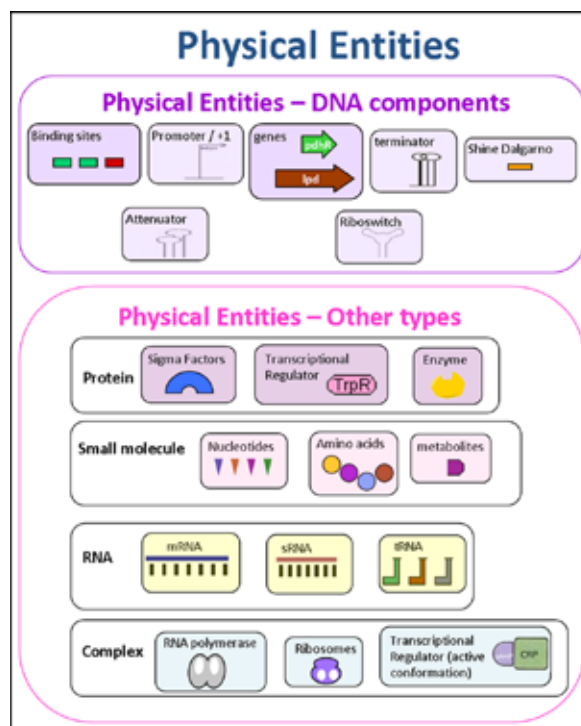 Physical Entities
Physical Entities – DNA components
Binding sites
Promoter / +1
genes
pdhR
lpd
terminator
Shine Dalgarno
Attenuator
Riboswitch
Physical Entities – Other types
Protein
Sigma Factors
Transcriptional
Regulator
TrpR
Enzyme
Small molecule
Nucleotides
Amino acids
metabolites
RNA
mRNA
sRNA
tRNA
Complex
RNA polymerase
Ribosomes
Transcriptional
Regulator (active
conformation)
CRP